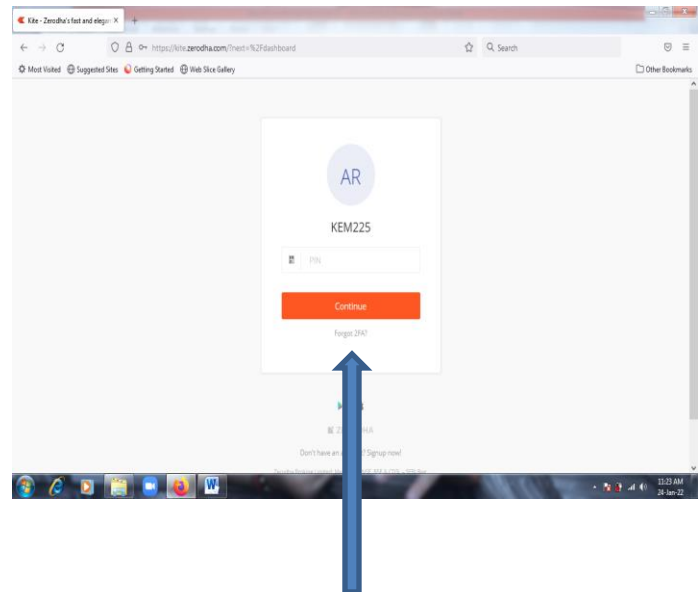 Kite - Zerodha's fast and elegan
https://kite.zerodha.com/?next=%2Fdashboard
Search
Most Visited Suggested Sites Getting Started Web Slice Gallery
Other Bookmarks
AR
KEM225
PIN
Continue
Forgot 2FA?
Don't have an Signup now!
11:23 AM
24-Jan-22